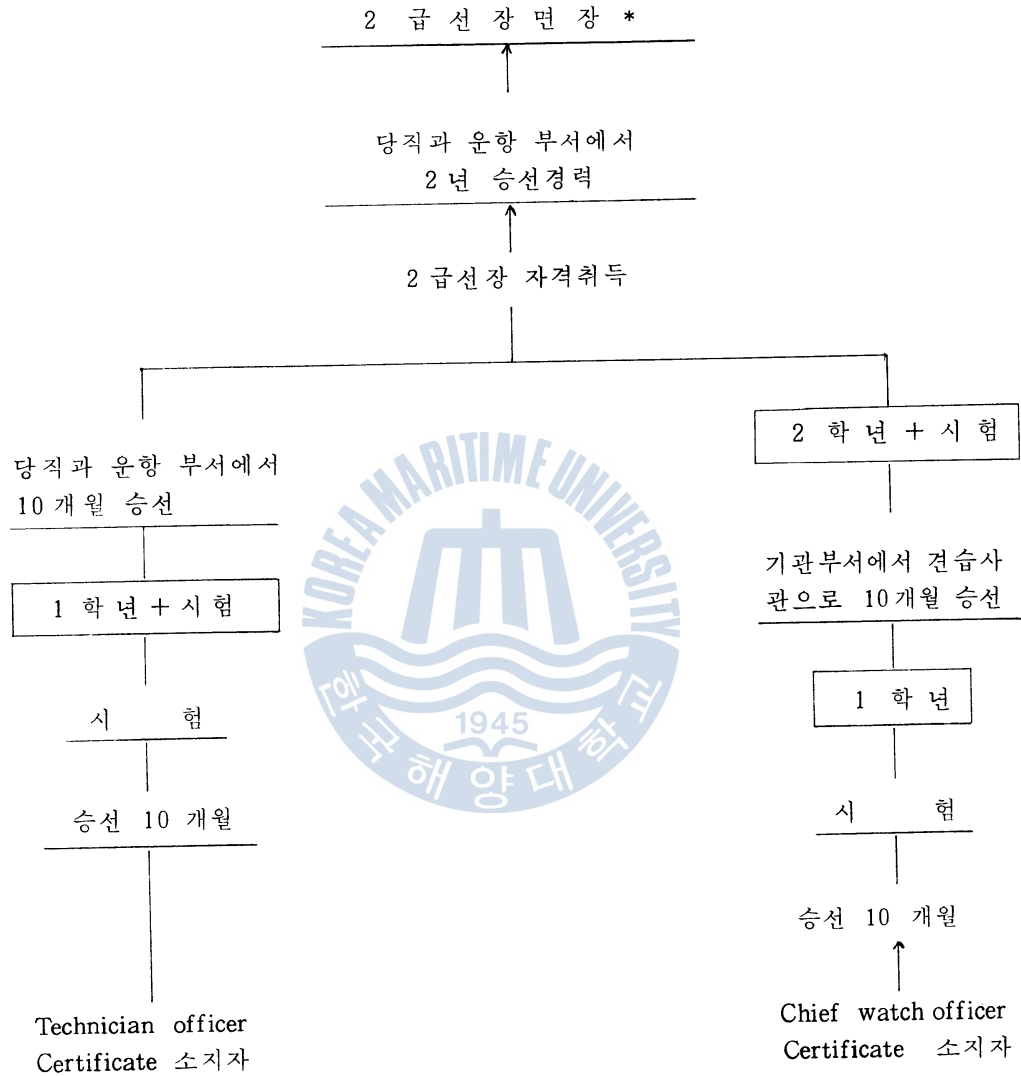 2 급 선 장 면 장 *
당직과 운항 부서에서
2년 승선경력
2급선장 자격취득
당직과 운항 부서에서
10개월 승선
1 학년 + 시험
시 험
승선 10 개월
Technician officer
Certificate 소지자
2 학년 + 시험
기관부서에서 견습사
관으로 10개월 승선
1 학년
시 험
승선 10 개월
Chief watch officer
Certificate 소지자
KOREA MARITIME UNIVERSITY
1945
한국해양대학교